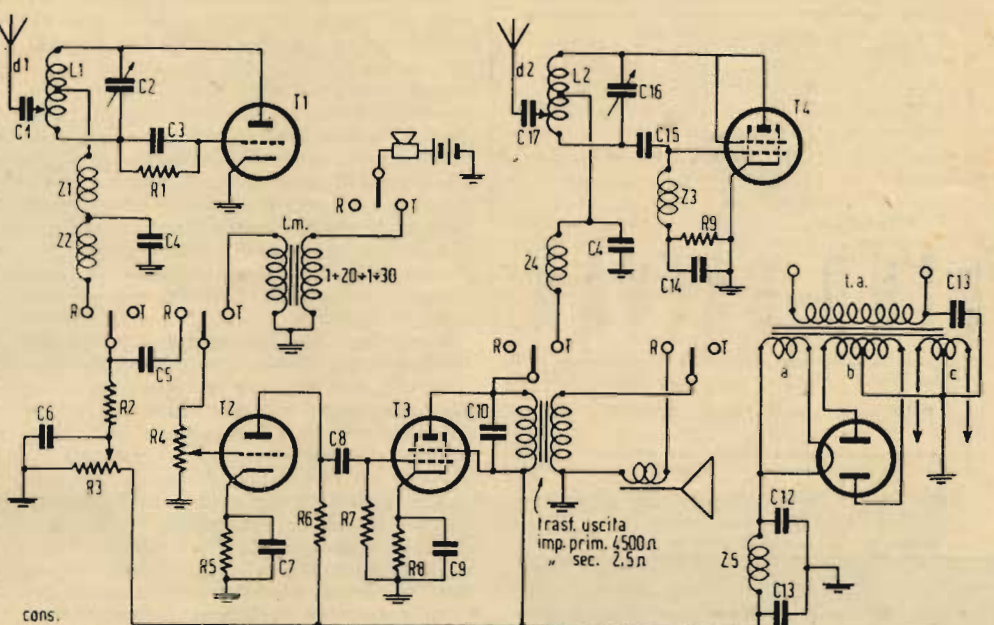 d1
L1
C2
C1
C3
R1
T1
Z1
Z2
C4
R
T
R
T
C5
t.m.
1÷20÷1÷30
R
T
d2
L2
C16
C17
C15
T4
Z3
R9
C14
Z4
C4
t.a.
C13
a
b
c
R
T
R
T
C6
R2
R3
R4
T2
C8
T3
C10
R5
C7
R6
R7
R8
C9
trasf. uscita
imp. prim. 4500Ω
„ sec. 2.5Ω
C12
Z5
C13
cons.